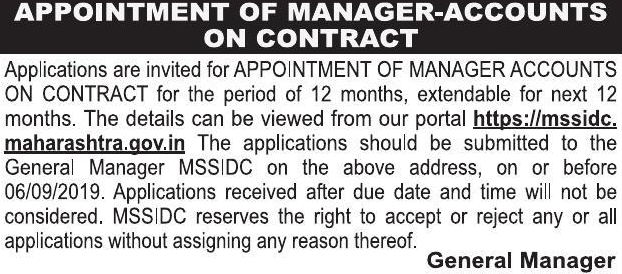 APPOINTMENT OF MANAGER-ACCOUNTS
ON CONTRACT
Applications are invited for APPOINTMENT OF MANAGER ACCOUNTS
ON CONTRACT for the period of 12 months, extendable for next 12
months. The details can be viewed from our portal https://mssidc.
maharashtra.gov.in The applications should be submitted to the
General Manager MSSIDC on the above address, on or before
06/09/2019. Applications received after due date and time will not be
considered. MSSIDC reserves the right to accept or reject any or all
applications without assigning any reason thereof.
General Manager